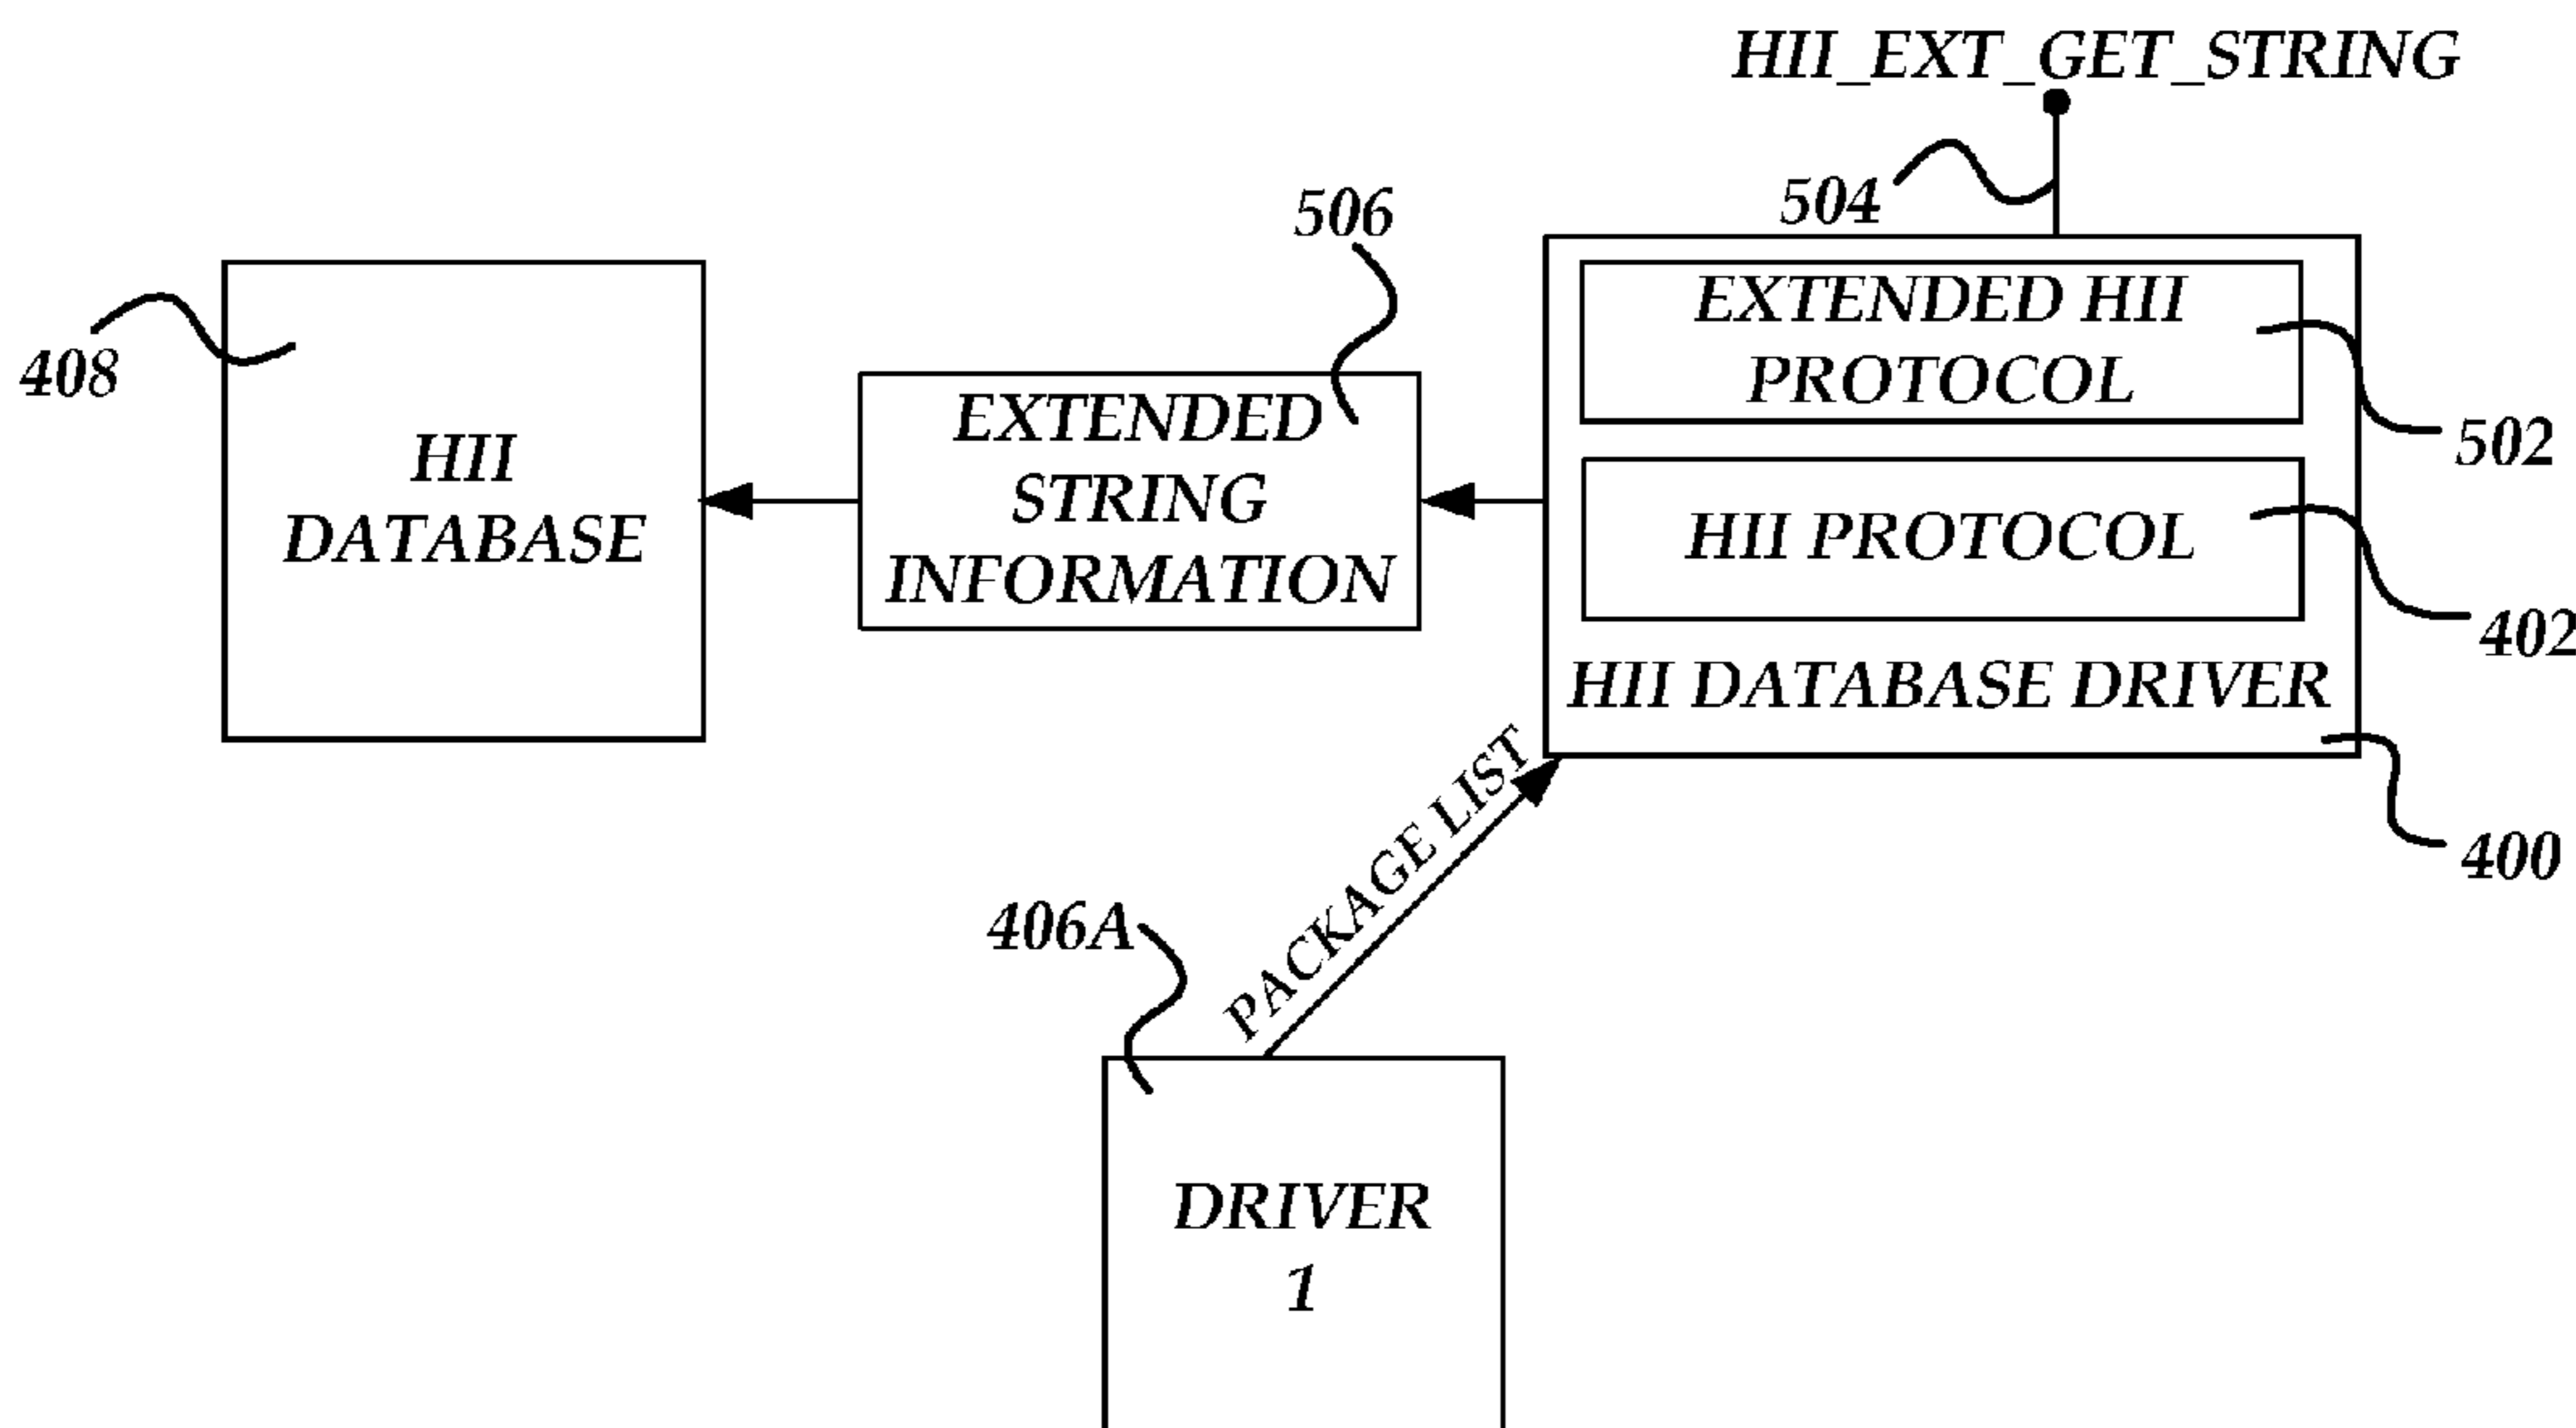 HII_EXT_GET_STRING
504
506
408
HII
DATABASE
EXTENDED
STRING
INFORMATION
EXTENDED HII
PROTOCOL
502
HII PROTOCOL
402
HII DATABASE DRIVER
400
PACKAGE LIST
406A
DRIVER
1